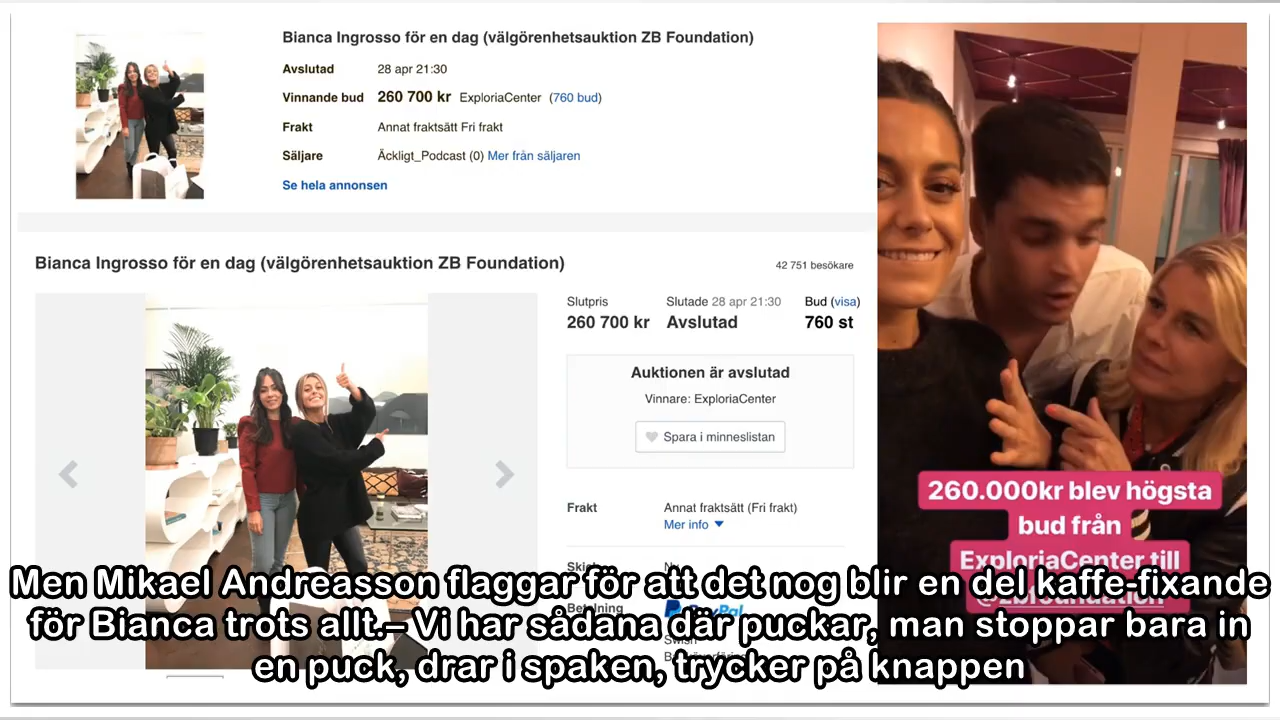 Bianca Ingrosso för en dag (välgörenhetsauktion ZB Foundation)
Avslutad 28 apr 21:30
Vinnande bud 260 700 kr ExploriaCenter (760 bud)
Frakt Annat fraktsätt Fri frakt
Säljare Äckligt_Podcast (0) Mer från säljaren
Se hela annonsen
Bianca Ingrosso för en dag (välgörenhetsauktion ZB Foundation)
42 751 besökare
Slutpris Slutade 28 apr 21:30 Bud (visa)
260 700 kr Avslutad 760 st
Auktionen är avslutad
Vinnare: ExploriaCenter
Spara i minneslistan
Frakt Annat fraktsätt (Fri frakt)
Mer info
Betalning PayPal
Swish
260.000kr blev högsta
bud från
ExploriaCenter till
@zbfoundation
Men Mikael Andreasson flaggar för att det nog blir en del kaffe-fixande
för Bianca trots allt.– Vi har sådana där puckar, man stoppar bara in
en puck, drar i spaken, trycker på knappen